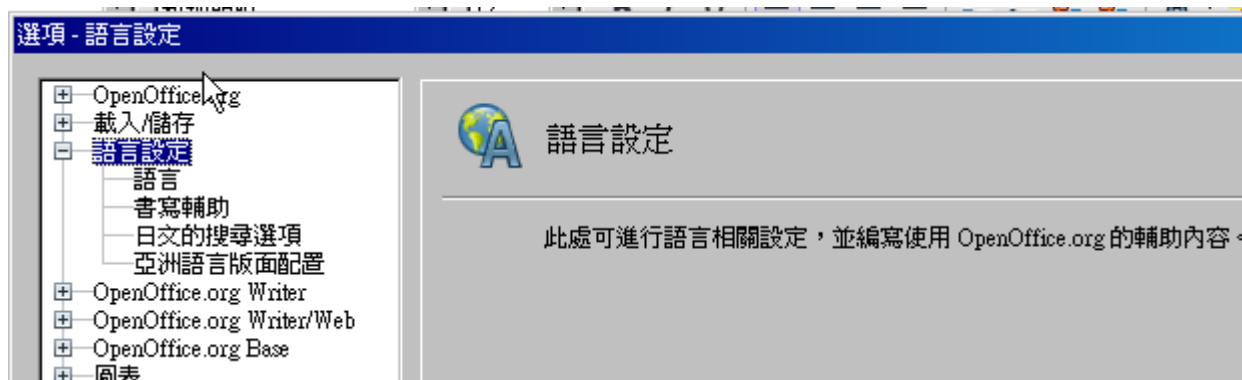 選項 - 語言設定
OpenOffice.org
載入/儲存
語言設定
語言
書寫輔助
日文的搜尋選項
亞洲語言版面配置
OpenOffice.org Writer
OpenOffice.org Writer/Web
OpenOffice.org Base
圖表
語言設定
此處可進行語言相關設定，並編寫使用 OpenOffice.org 的輔助內容。